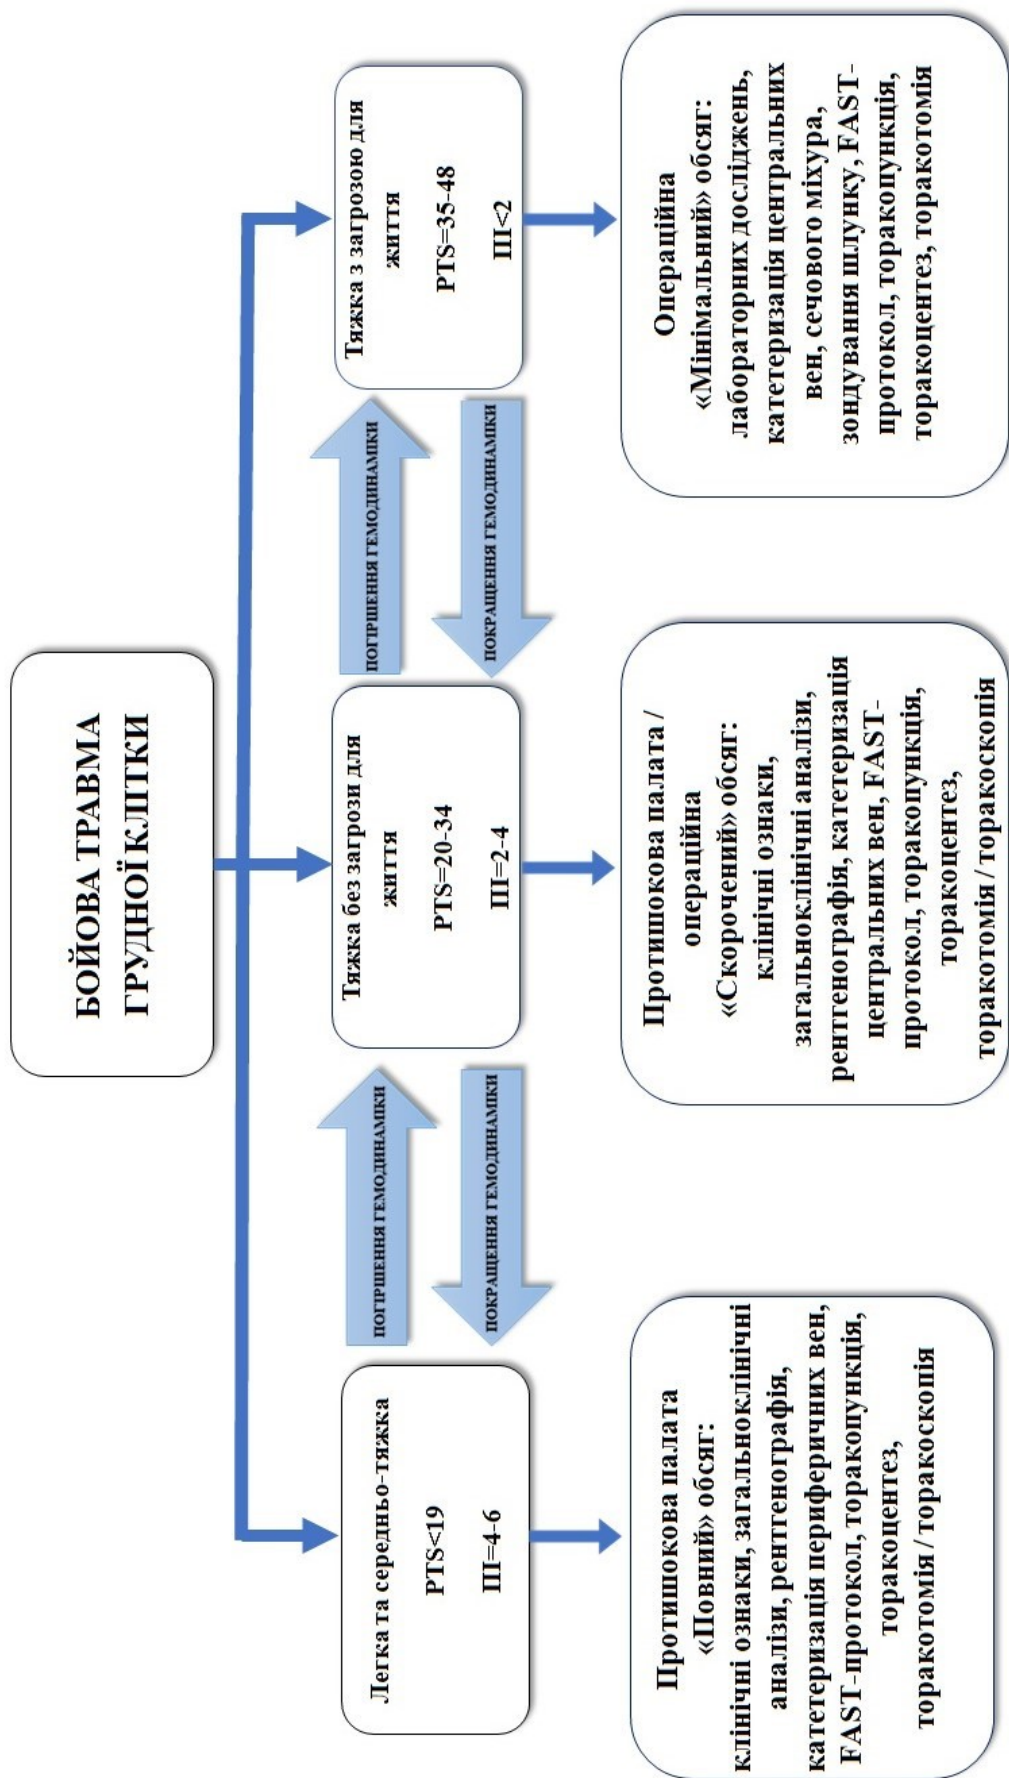 БОЙОВА ТРАВМА
ГРУДНОЇ КЛІТКИ
Легка та середньо-тяжка
PTS<19
ІІІ=4-6
ПОГІРШЕННЯ ГЕМОДИНАМІКИ
ПОКРАЩЕННЯ ГЕМОДИНАМІКИ
Тяжка без загрози для
життя
PTS=20-34
ІІІ=2-4
ПОГІРШЕННЯ ГЕМОДИНАМІКИ
ПОКРАЩЕННЯ ГЕМОДИНАМІКИ
Тяжка з загрозою для
життя
PTS=35-48
ІІІ<2
Протишокова палата
«Повний» обсяг:
клінічні ознаки, загальноклінічні
аналізи, рентгенографія,
катетеризація периферичних вен,
FAST-протокол, торакопункція,
торакоцентез,
торакотомія / торакоскопія
Протишокова палата /
операційна
«Скорочений» обсяг:
клінічні ознаки,
загальноклінічні аналізи,
рентгенографія, катетеризація
центральних вен, FAST-
протокол, торакопункція,
торакоцентез,
торакотомія / торакоскопія
Операційна
«Мінімальний» обсяг:
лабораторних досліджень,
катетеризація центральних
вен, сечового міхура,
зондування шлунку, FAST-
протокол, торакопункція,
торакоцентез, торакотомія